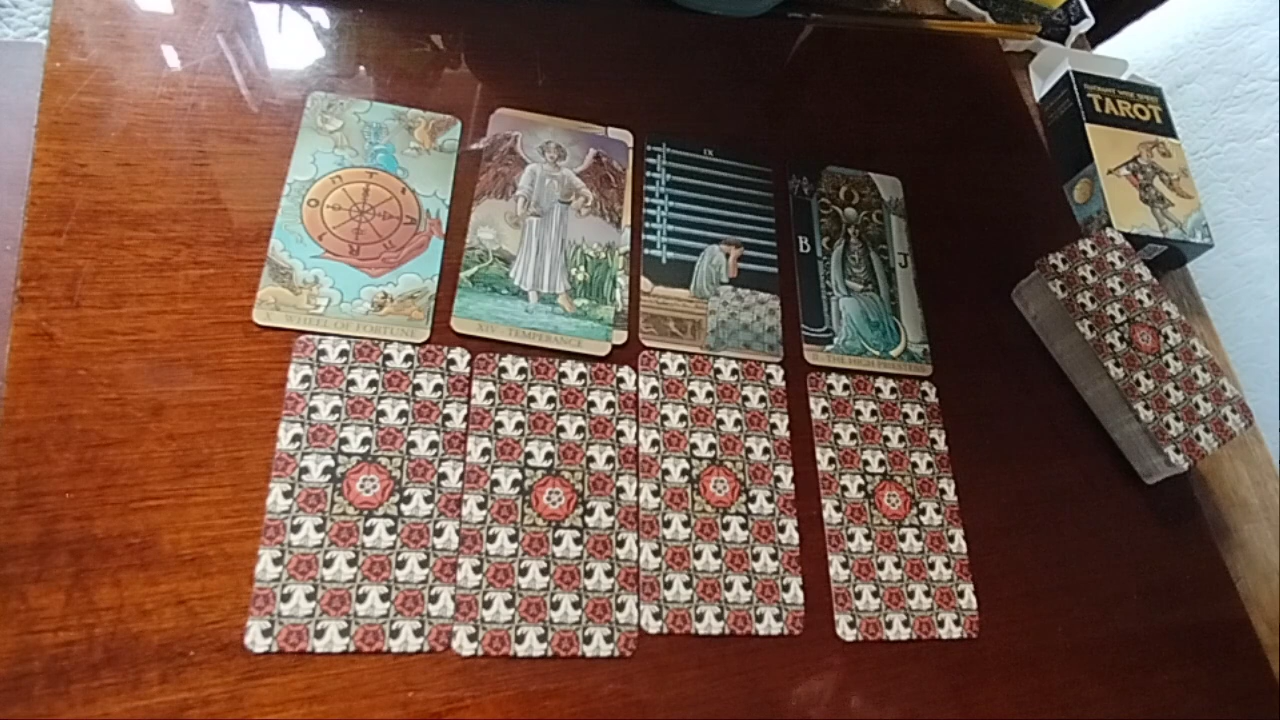 X - WHEEL OF FORTUNE
XIV - TEMPERANCE
IX
B
J
II - THE HIGH PRIESTESS
TAROT